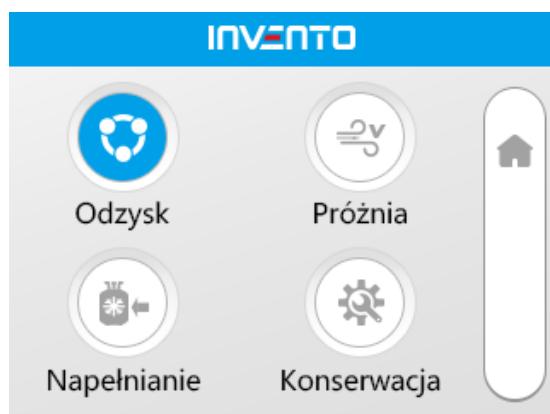 INVENTO
Odzysk
Próżnia
Napełnianie
Konserwacja